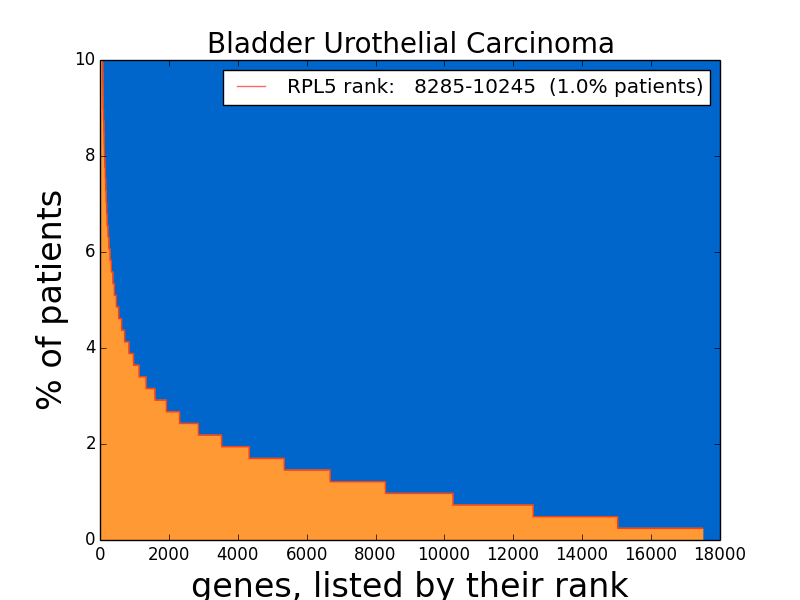 Bladder Urothelial Carcinoma
RPL5 rank:   8285-10245  (1.0% patients)
10
8
6
4
2
0
% of patients
0 2000 4000 6000 8000 10000 12000 14000 16000 18000
genes, listed by their rank